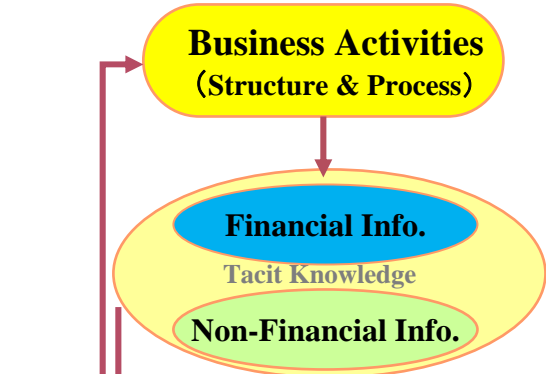 Business Activities
（Structure & Process）
Financial Info.
Tacit Knowledge
Non-Financial Info.